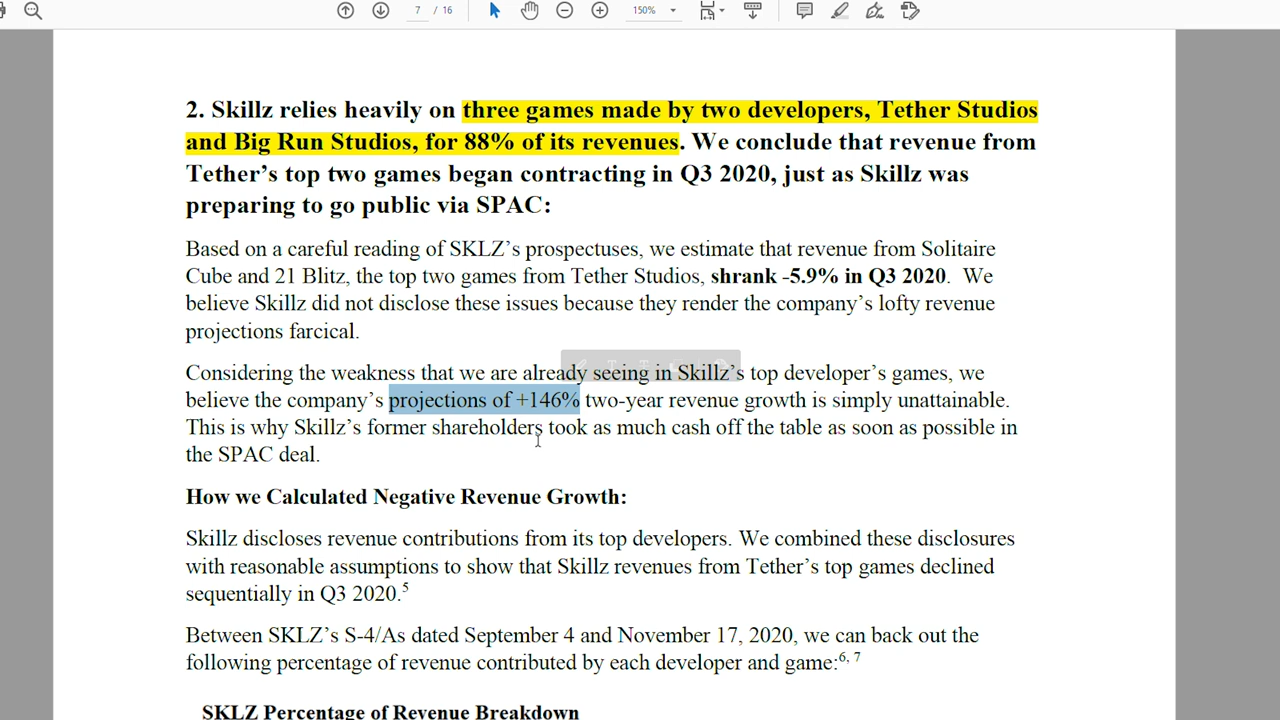 7 / 16 150%
2. Skillz relies heavily on three games made by two developers, Tether Studios
and Big Run Studios, for 88% of its revenues. We conclude that revenue from
Tether’s top two games began contracting in Q3 2020, just as Skillz was
preparing to go public via SPAC:
Based on a careful reading of SKLZ’s prospectuses, we estimate that revenue from Solitaire
Cube and 21 Blitz, the top two games from Tether Studios, shrank -5.9% in Q3 2020. We
believe Skillz did not disclose these issues because they render the company’s lofty revenue
projections farcical.
Considering the weakness that we are already seeing in Skillz’s top developer’s games, we
believe the company’s projections of +146% two-year revenue growth is simply unattainable.
This is why Skillz’s former shareholders took as much cash off the table as soon as possible in
the SPAC deal.
How we Calculated Negative Revenue Growth:
Skillz discloses revenue contributions from its top developers. We combined these disclosures
with reasonable assumptions to show that Skillz revenues from Tether’s top games declined
sequentially in Q3 2020.5
Between SKLZ’s S-4/As dated September 4 and November 17, 2020, we can back out the
following percentage of revenue contributed by each developer and game:6, 7
SKLZ Percentage of Revenue Breakdown